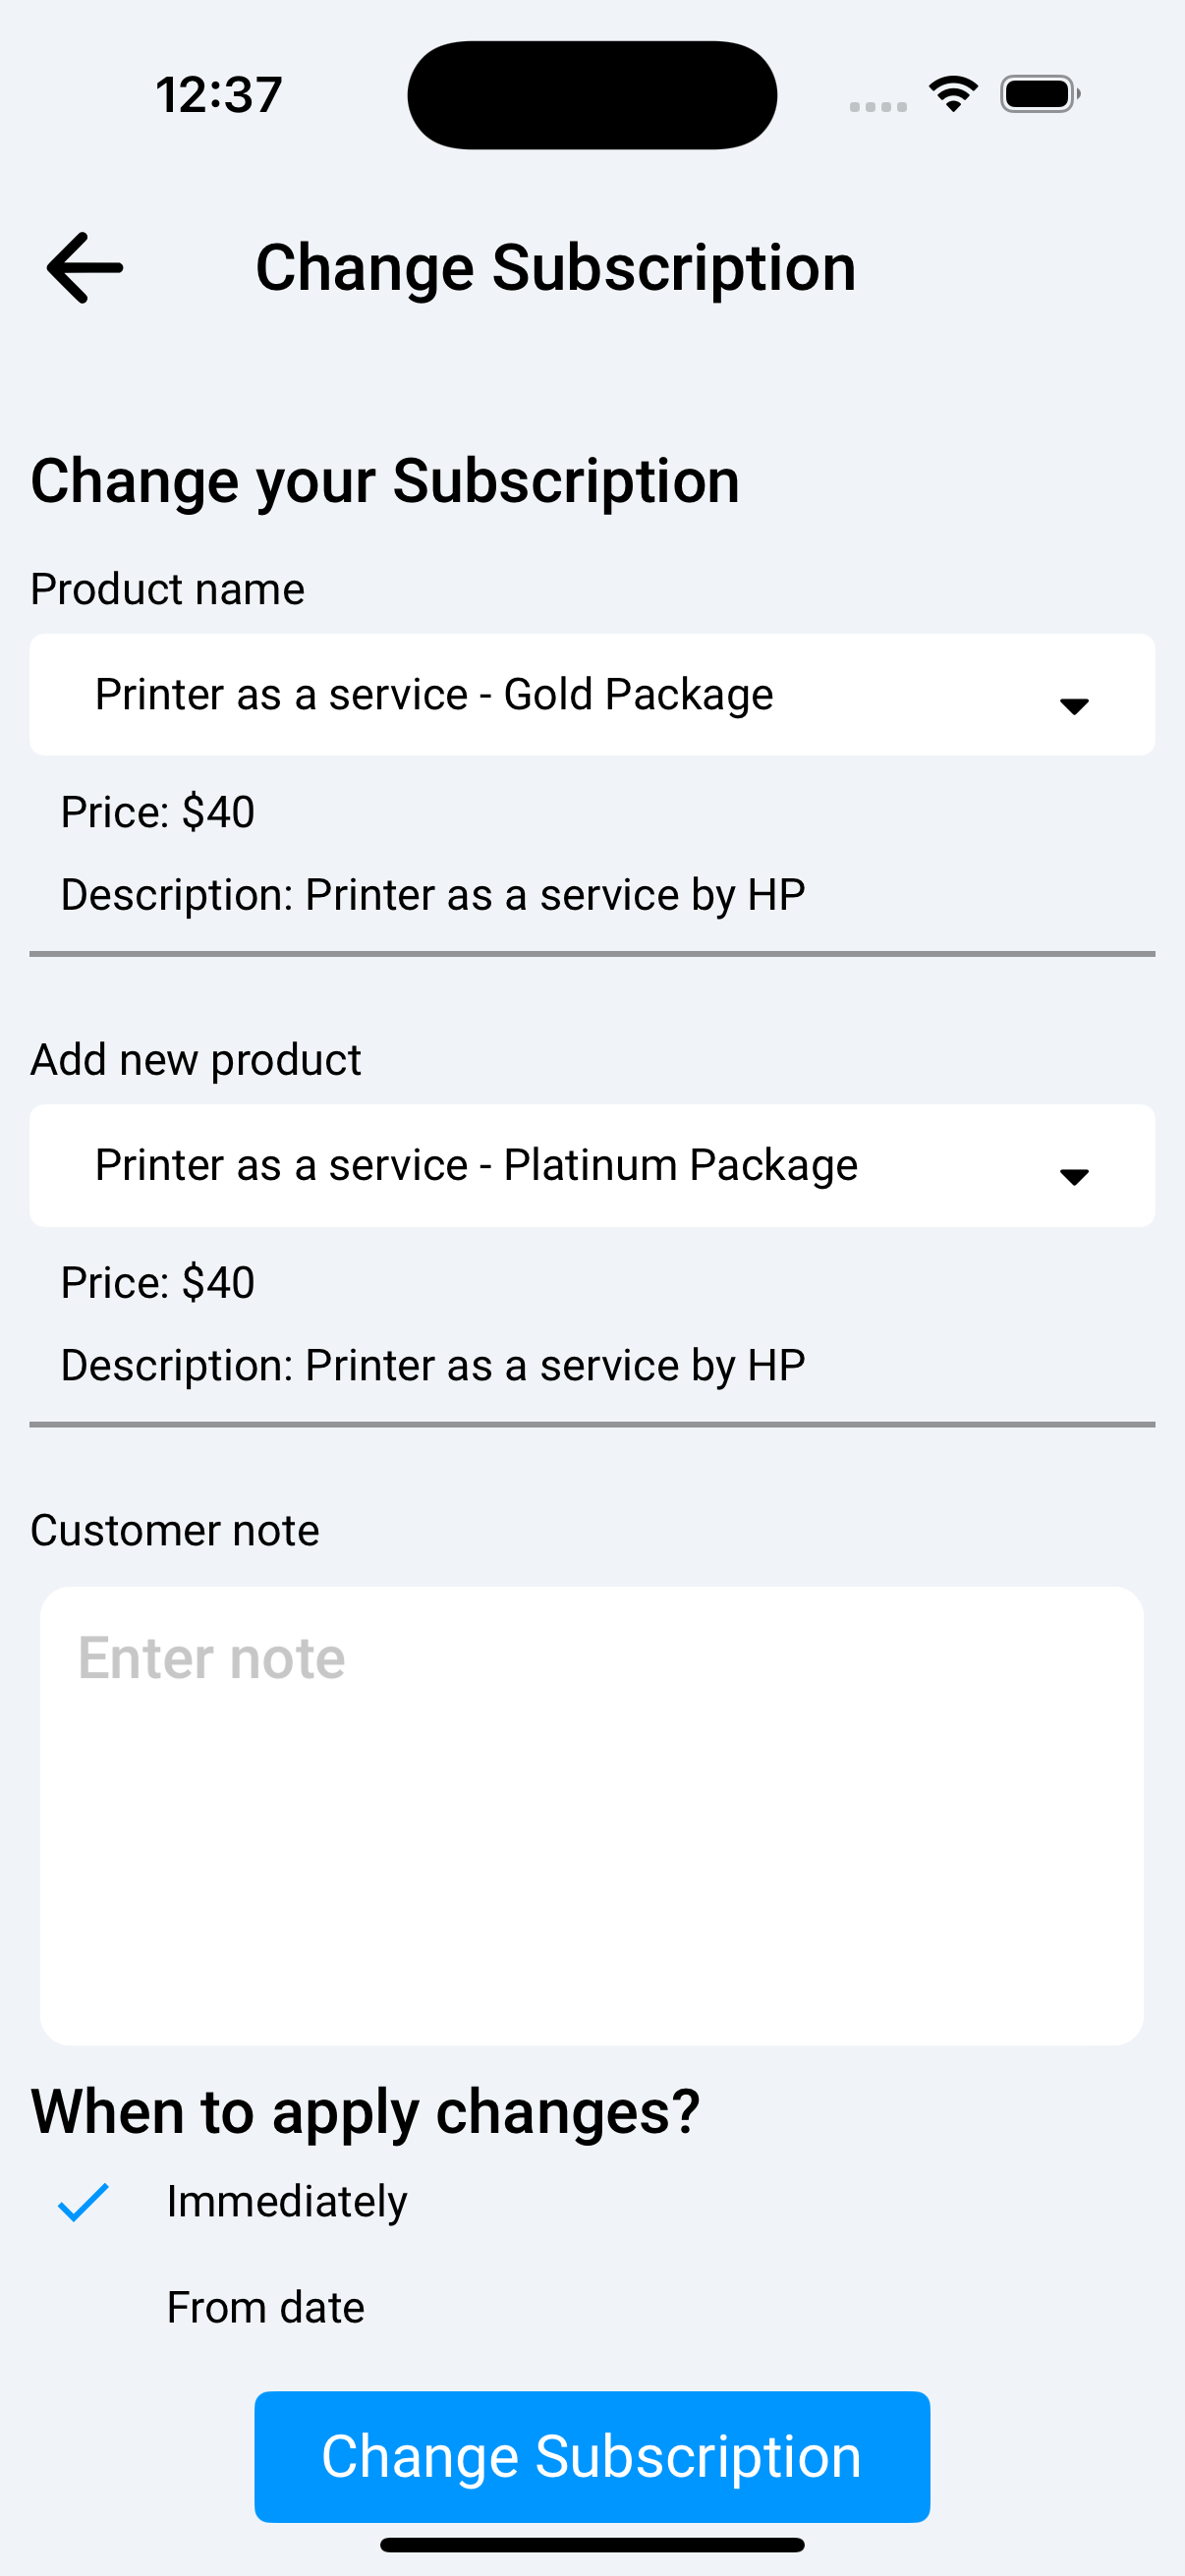 12:37
Change Subscription
Change your Subscription
Product name
Printer as a service - Gold Package
Price: $40
Description: Printer as a service by HP
Add new product
Printer as a service - Platinum Package
Price: $40
Description: Printer as a service by HP
Customer note
Enter note
When to apply changes?
Immediately
From date
Change Subscription